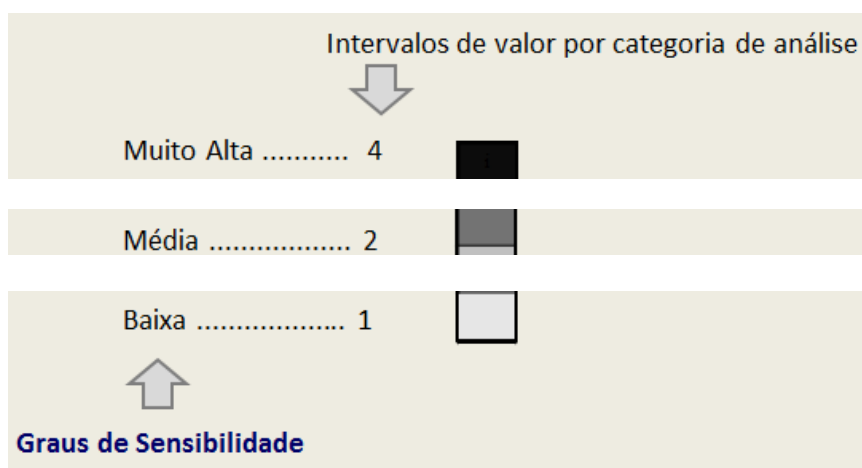 Intervalos de valor por categoria de análise
Muito Alta ........... 4
Média .................. 2
Baixa ................... 1
Graus de Sensibilidade